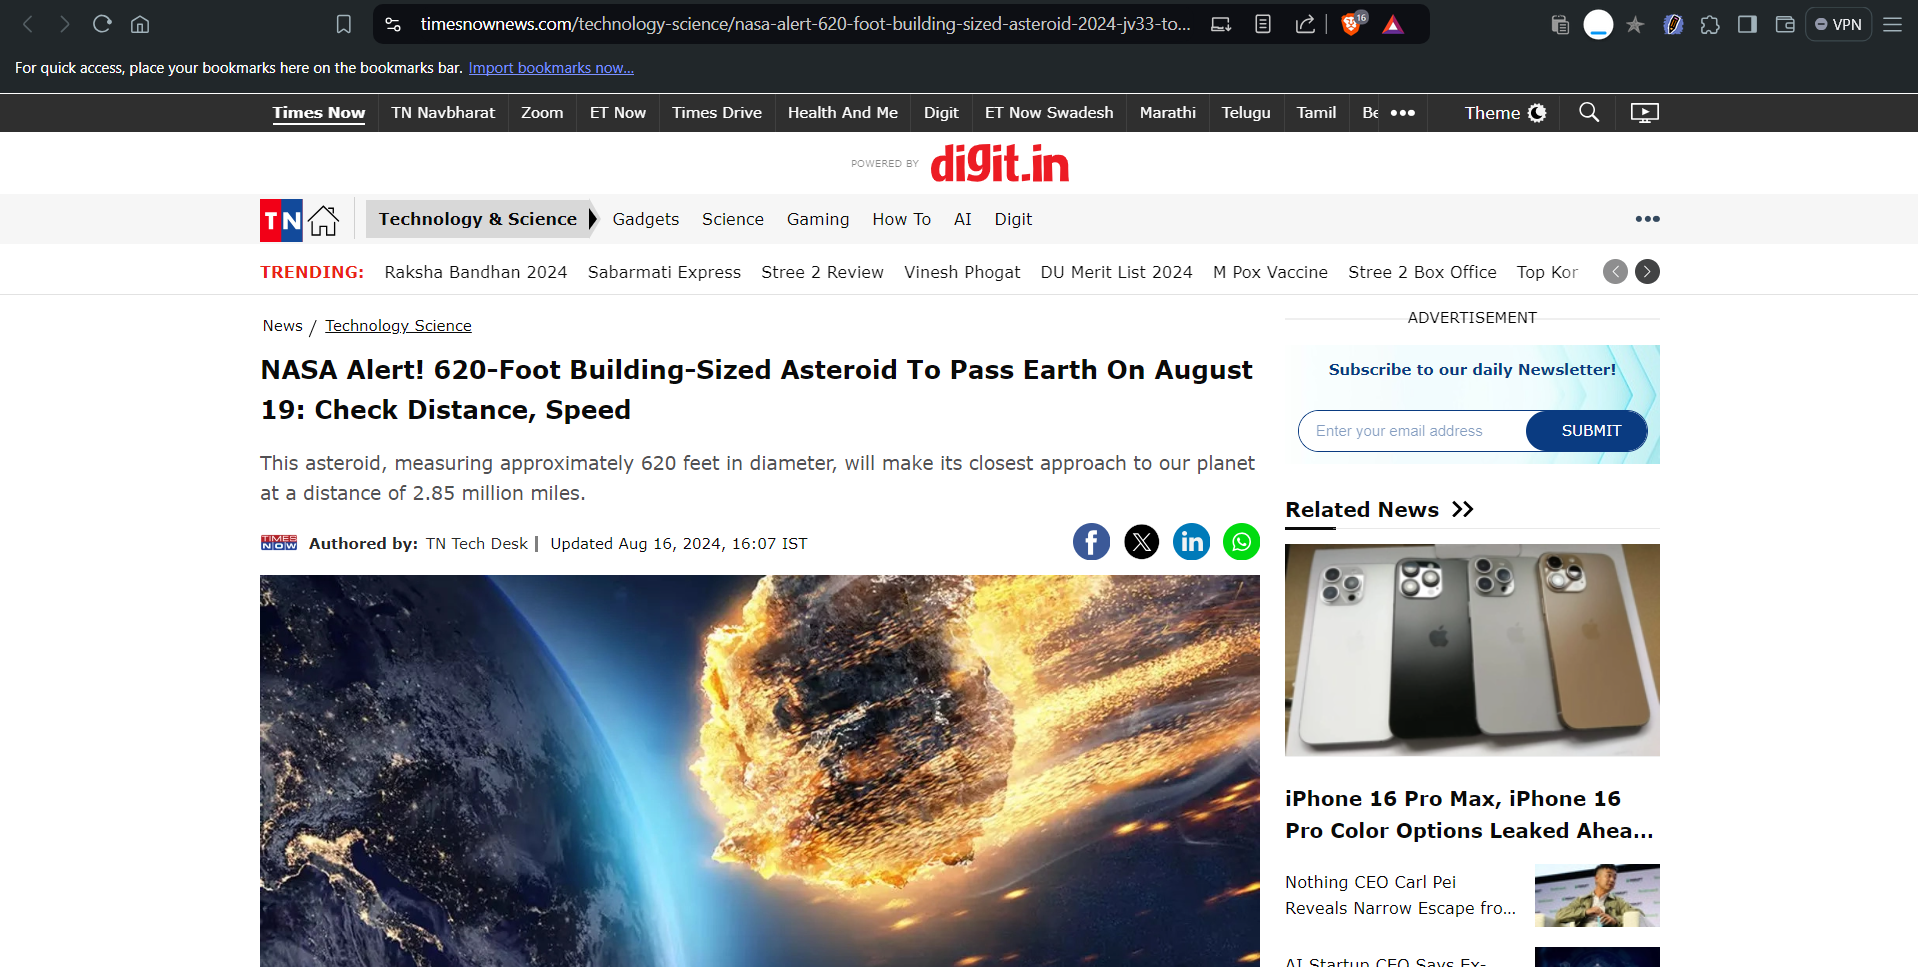 timesnownews.com/technology-science/nasa-alert-620-foot-building-sized-asteroid-2024-jv33-to...
16
VPN
For quick access, place your bookmarks here on the bookmarks bar. Import bookmarks now...
Times Now TN Navbharat Zoom ET Now Times Drive Health And Me Digit ET Now Swadesh Marathi Telugu Tamil Be ••• Theme
POWERED BY digit.in
TN Technology & Science Gadgets Science Gaming How To AI Digit •••
TRENDING: Raksha Bandhan 2024 Sabarmati Express Stree 2 Review Vinesh Phogat DU Merit List 2024 M Pox Vaccine Stree 2 Box Office Top Kor
News / Technology Science
NASA Alert! 620-Foot Building-Sized Asteroid To Pass Earth On August
19: Check Distance, Speed
This asteroid, measuring approximately 620 feet in diameter, will make its closest approach to our planet
at a distance of 2.85 million miles.
TIMES NOW Authored by: TN Tech Desk | Updated Aug 16, 2024, 16:07 IST
ADVERTISEMENT
Subscribe to our daily Newsletter!
Enter your email address SUBMIT
Related News
iPhone 16 Pro Max, iPhone 16
Pro Color Options Leaked Ahea...
Nothing CEO Carl Pei
Reveals Narrow Escape fro...
AI Startup CEO Says Ex-